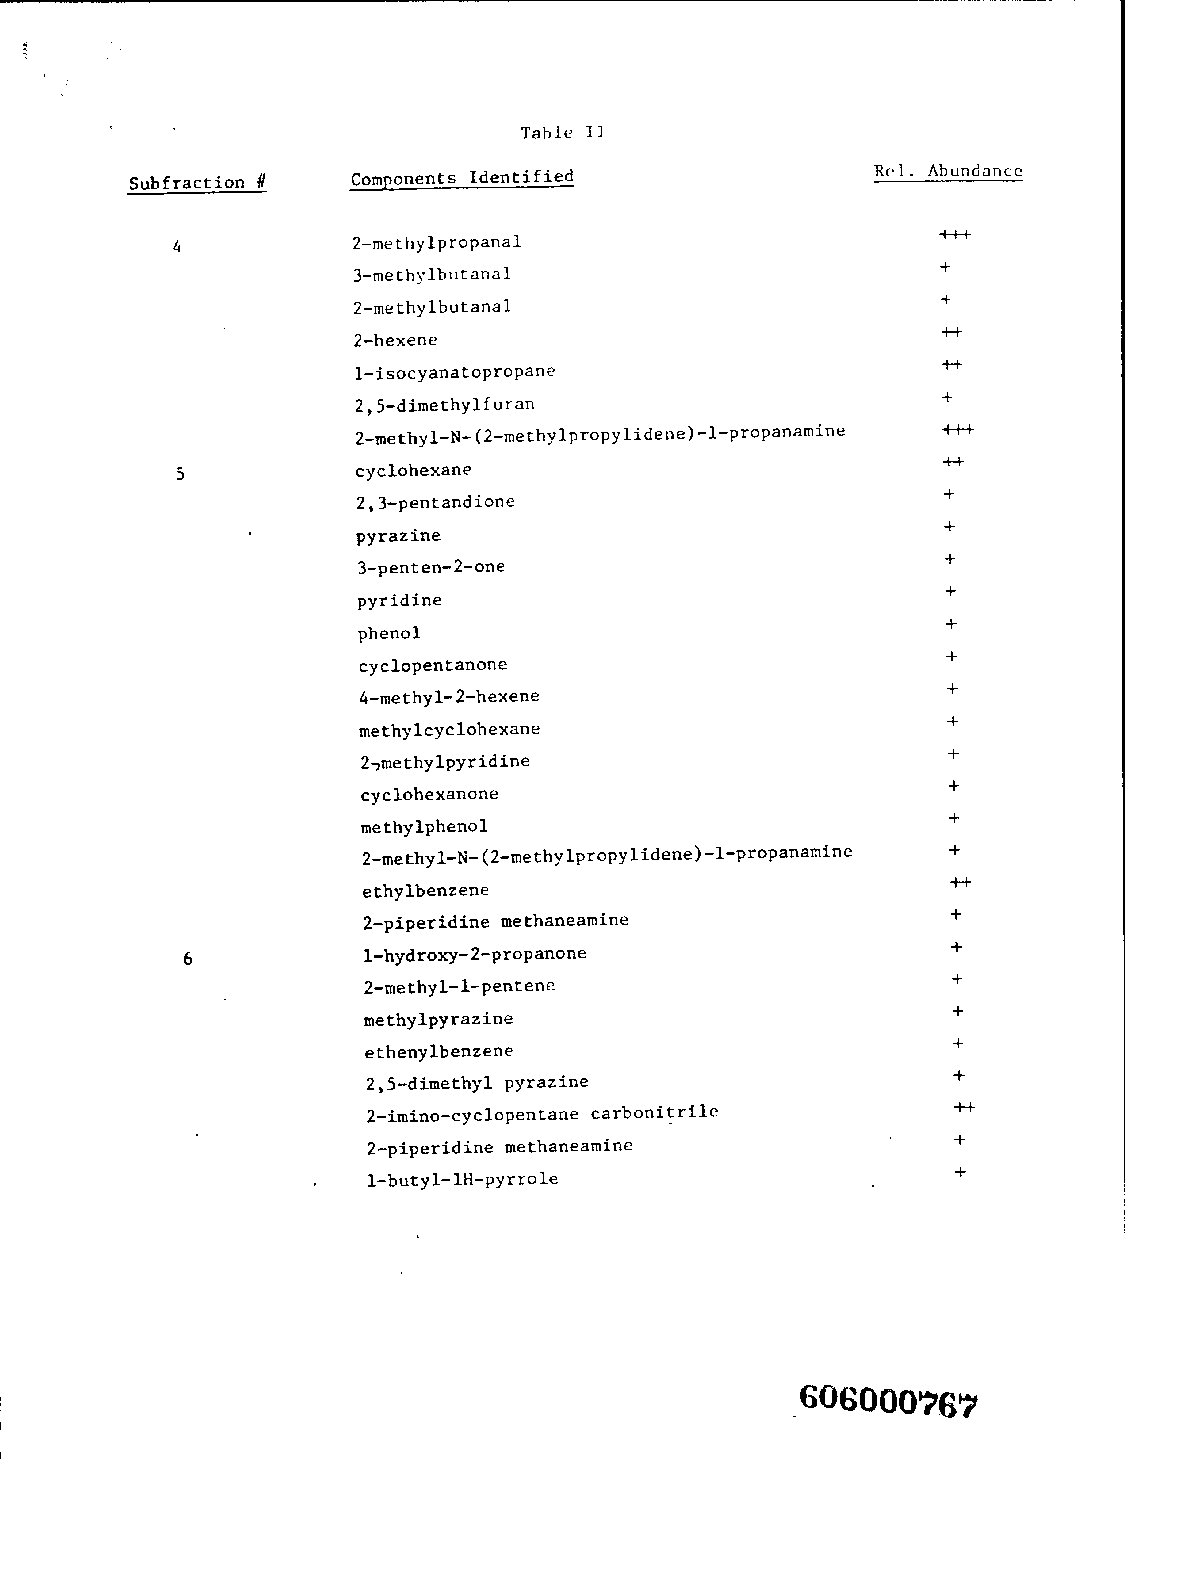 Table II
Subfraction # Components Identified Rel. Abundance
4 2-methylpropanal +++
3-methylbutanal +
2-methylbutanal +
2-hexene ++
1-isocyanatopropane ++
2,5-dimethylfuran +
2-methyl-N-(2-methylpropylidene)-1-propanamine +++
5 cyclohexane ++
2,3-pentandione +
pyrazine +
3-penten-2-one +
pyridine +
phenol +
cyclopentanone +
4-methyl-2-hexene +
methylcyclohexane +
2-methylpyridine +
cyclohexanone +
methylphenol +
2-methyl-N-(2-methylpropylidene)-1-propanamine +
ethylbenzene ++
2-piperidine methaneamine +
6 1-hydroxy-2-propanone +
2-methyl-1-pentene +
methylpyrazine +
ethenylbenzene +
2,5-dimethyl pyrazine +
2-imino-cyclopentane carbonitrile ++
2-piperidine methaneamine +
1-butyl-1H-pyrrole +
606000767